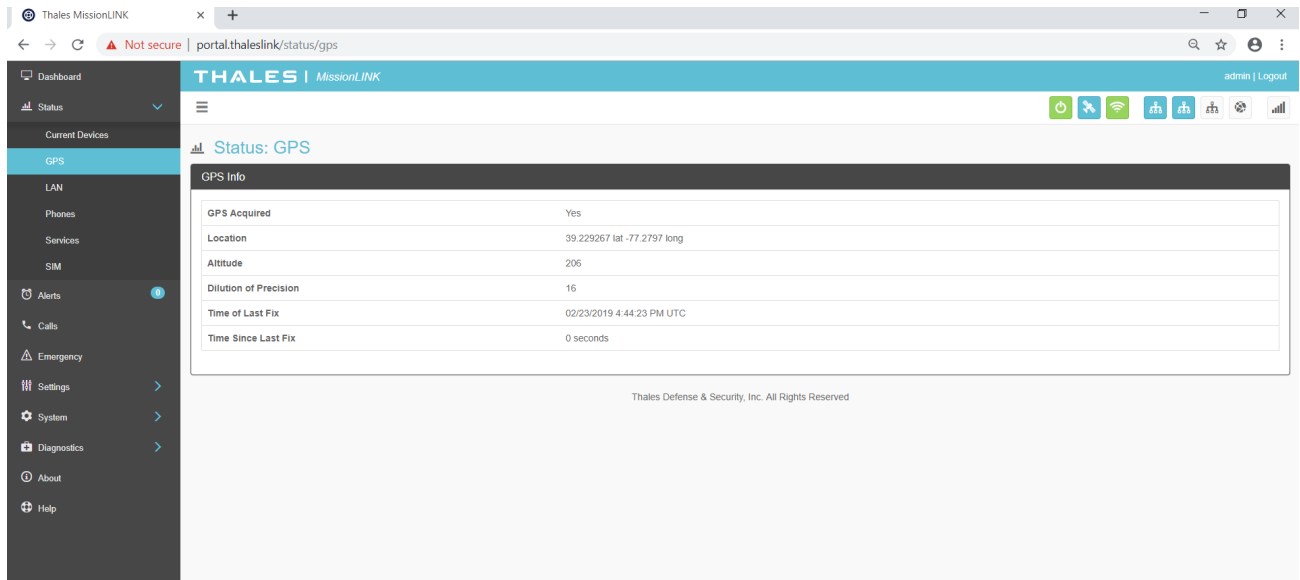 Thales MissionLINK
Not secure | portal.thaleslink/status/gps
Dashboard
THALES | MissionLINK
admin | Logout
Status
Current Devices
GPS
LAN
Phones
Services
SIM
Alerts 0
Calls
Emergency
Settings
System
Diagnostics
About
Help
Status: GPS
GPS Info
GPS Acquired Yes
Location 39.229267 lat -77.2797 long
Altitude 206
Dilution of Precision 16
Time of Last Fix 02/23/2019 4:44:23 PM UTC
Time Since Last Fix 0 seconds
Thales Defense & Security, Inc. All Rights Reserved